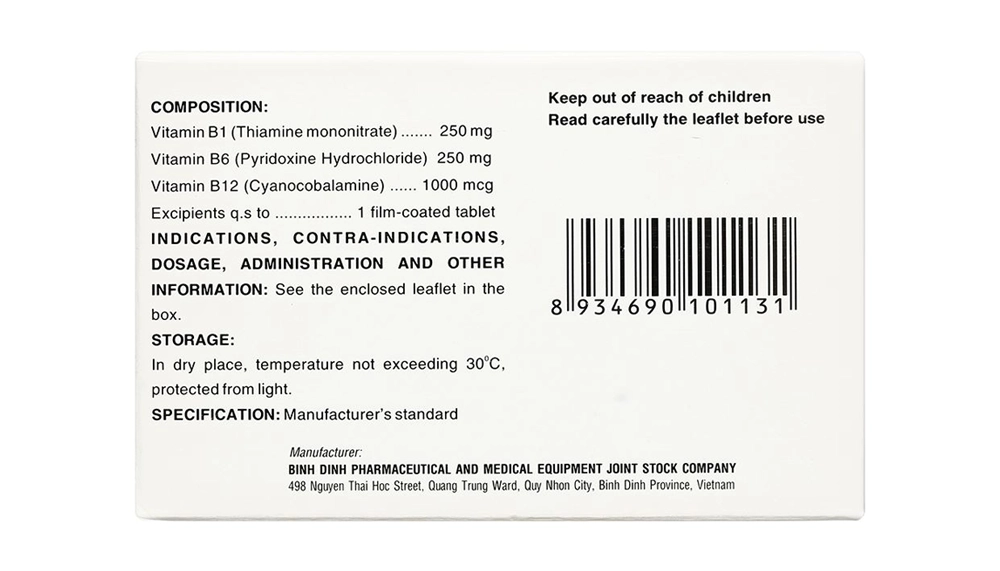 COMPOSITION:
Vitamin B1 (Thiamine mononitrate) ....... 250 mg
Vitamin B6 (Pyridoxine Hydrochloride) 250 mg
Vitamin B12 (Cyanocobalamine) ...... 1000 mcg
Excipients q.s to ................. 1 film-coated tablet
INDICATIONS, CONTRA-INDICATIONS,
DOSAGE, ADMINISTRATION AND OTHER
INFORMATION: See the enclosed leaflet in the
box.
STORAGE:
In dry place, temperature not exceeding 30°C,
protected from light.
SPECIFICATION: Manufacturer's standard
Keep out of reach of children
Read carefully the leaflet before use
8 934690 101131
Manufacturer:
BINH DINH PHARMACEUTICAL AND MEDICAL EQUIPMENT JOINT STOCK COMPANY
498 Nguyen Thai Hoc Street, Quang Trung Ward, Quy Nhon City, Binh Dinh Province, Vietnam